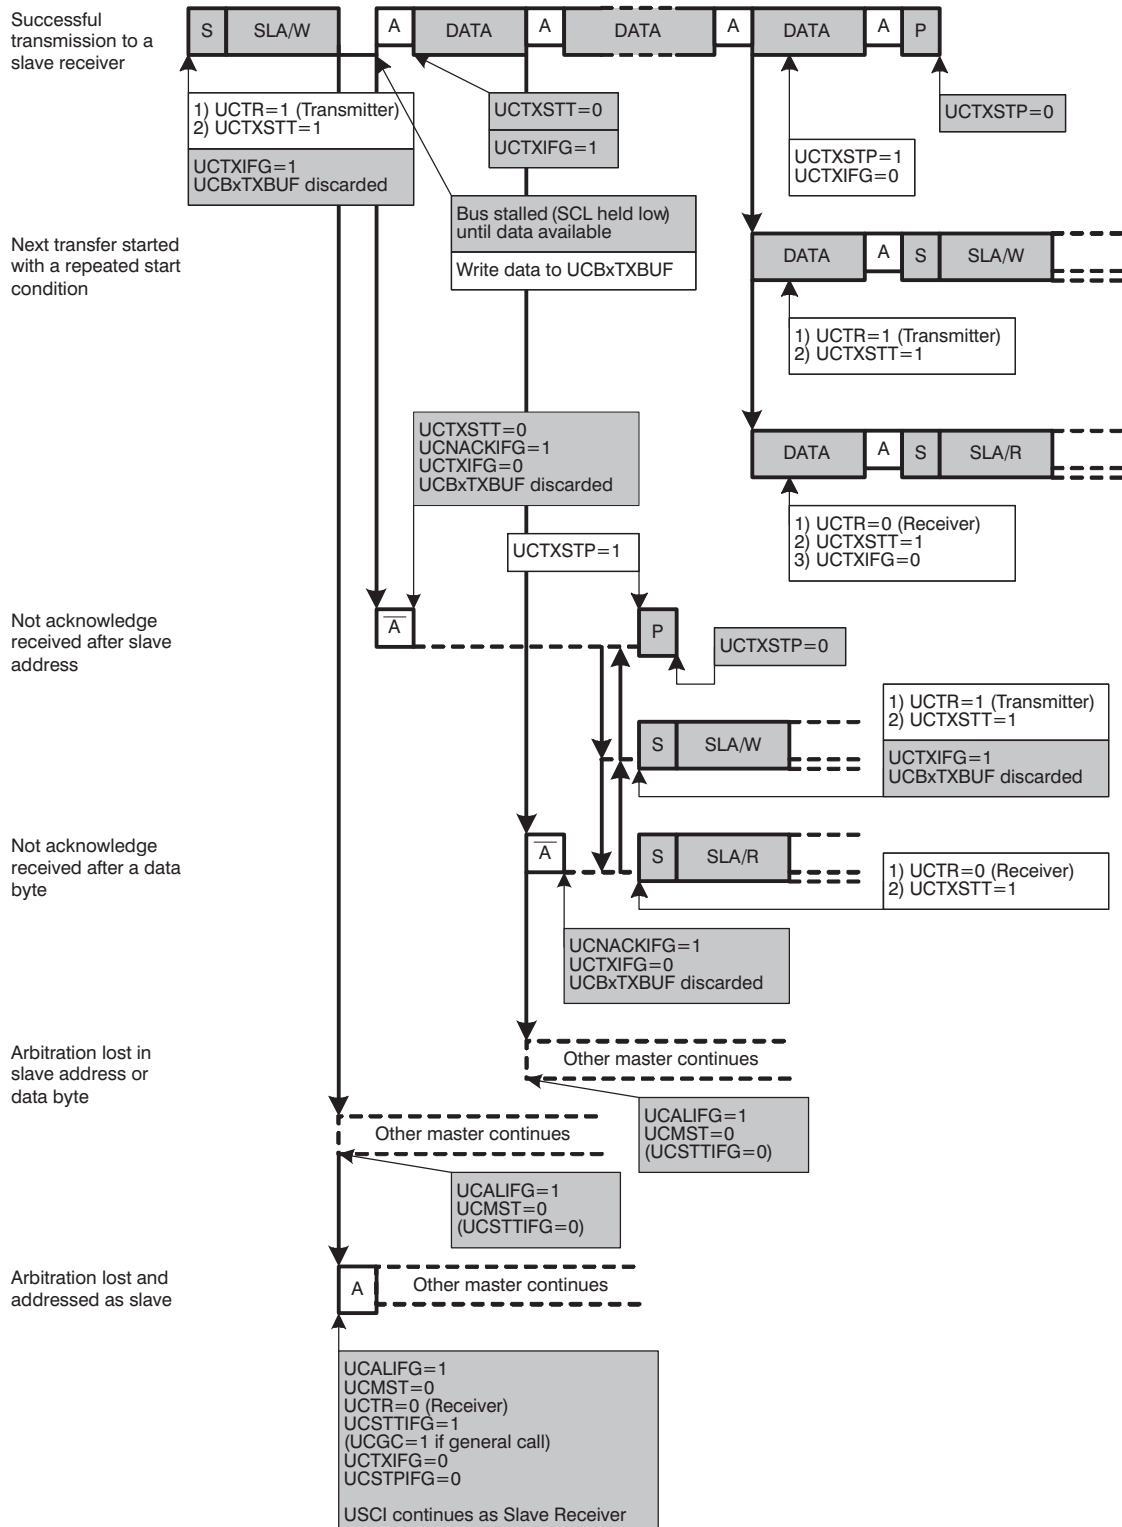 Successful
transmission to a
slave receiver
S
SLA/W
A
DATA
A
DATA
A
DATA
A
P
1) UCTR=1 (Transmitter)
2) UCTXSTT=1
UCTXIFG=1
UCBxTXBUF discarded
UCTXSTT=0
UCTXIFG=1
UCTXSTP=0
UCTXSTP=1
UCTXIFG=0
Bus stalled (SCL held low)
until data available
Write data to UCBxTXBUF
Next transfer started
with a repeated start
condition
DATA
A
S
SLA/W
1) UCTR=1 (Transmitter)
2) UCTXSTT=1
DATA
A
S
SLA/R
1) UCTR=0 (Receiver)
2) UCTXSTT=1
3) UCTXIFG=0
UCTXSTT=0
UCNACKIFG=1
UCTXIFG=0
UCBxTXBUF discarded
UCTXSTP=1
Not acknowledge
received after slave
address
A
P
UCTXSTP=0
S
SLA/W
1) UCTR=1 (Transmitter)
2) UCTXSTT=1
UCTXIFG=1
UCBxTXBUF discarded
Not acknowledge
received after a data
byte
A
S
SLA/R
1) UCTR=0 (Receiver)
2) UCTXSTT=1
UCNACKIFG=1
UCTXIFG=0
UCBxTXBUF discarded
Arbitration lost in
slave address or
data byte
Other master continues
UCALIFG=1
UCMST=0
(UCSTTIFG=0)
Other master continues
UCALIFG=1
UCMST=0
(UCSTTIFG=0)
Arbitration lost and
addressed as slave
A
Other master continues
UCALIFG=1
UCMST=0
UCTR=0 (Receiver)
UCSTTIFG=1
(UCGC=1 if general call)
UCTXIFG=0
UCSTPIFG=0
USCI continues as Slave Receiver